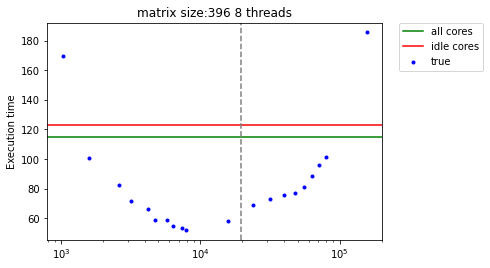 matrix size:396 8 threads
all cores
idle cores
true
Execution time
180
160
140
120
100
80
60
10³
10⁴
10⁵